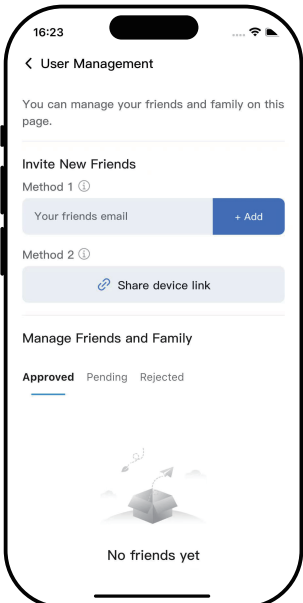 16:23
User Management
You can manage your friends and family on this
page.
Invite New Friends
Method 1
Your friends email
+ Add
Method 2
Share device link
Manage Friends and Family
Approved Pending Rejected
No friends yet